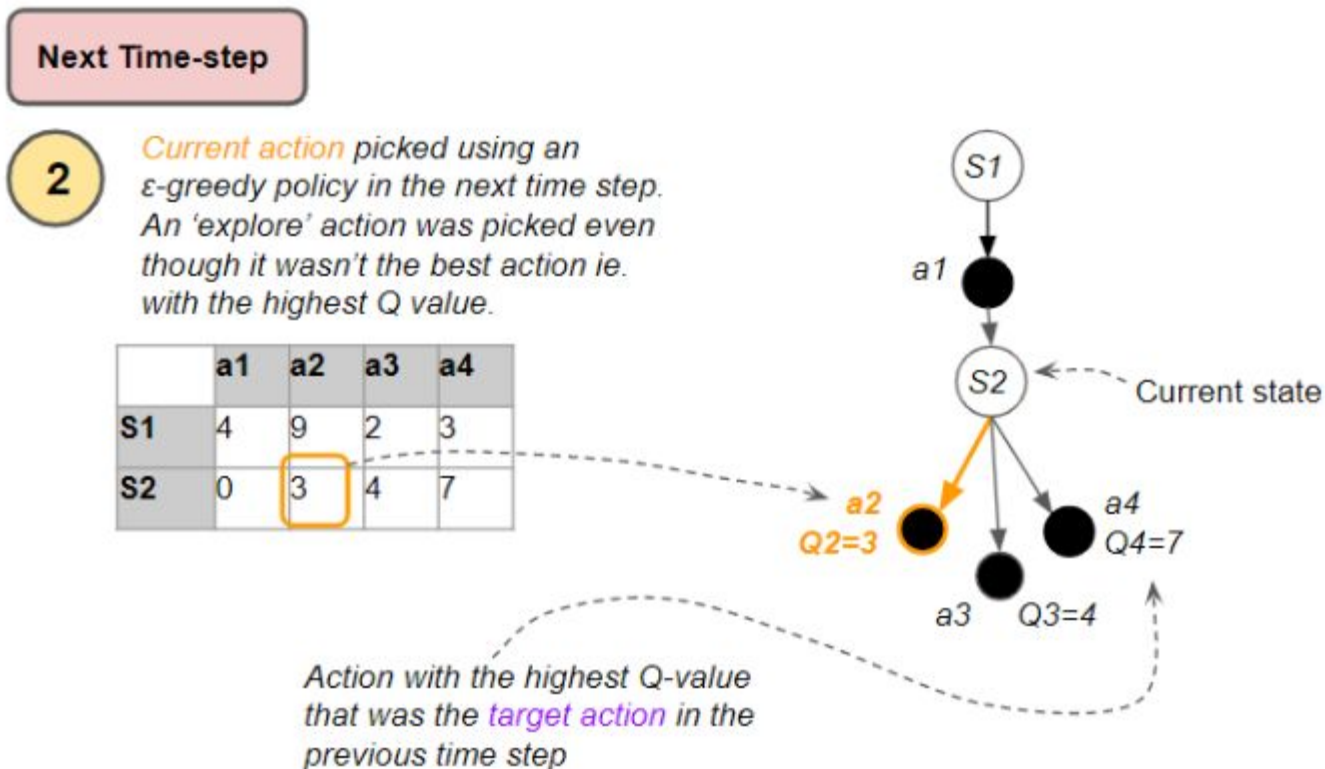 Next Time-step
2
Current action picked using an
ε-greedy policy in the next time step.
An ‘explore’ action was picked even
though it wasn’t the best action ie.
with the highest Q value.
a1 a2 a3 a4
S1 4 9 2 3
S2 0 3 4 7
S1
a1
S2
Current state
a2
Q2=3
a4
Q4=7
a3 Q3=4
Action with the highest Q-value
that was the target action in the
previous time step